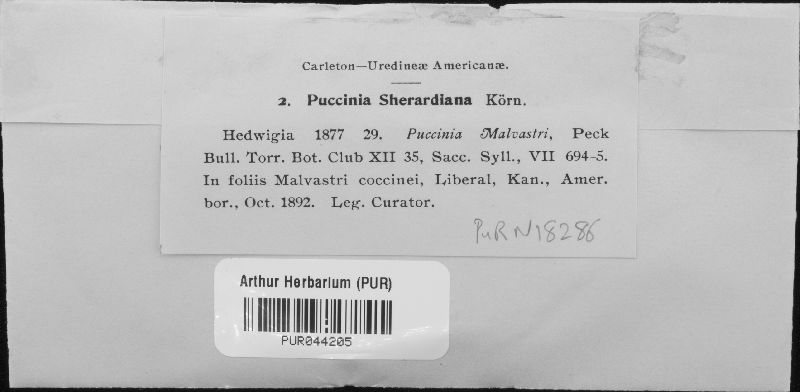 Carleton—Uredineæ Americanæ.
2. Puccinia Sherardiana Körn.
Hedwigia 1877 29. Puccinia Malvastri, Peck
Bull. Torr. Bot. Club XII 35, Sacc. Syll., VII 694-5.
In foliis Malvastri coccinei, Liberal, Kan., Amer.
bor., Oct. 1892. Leg. Curator.
PuR N18286
Arthur Herbarium (PUR)
PUR044205